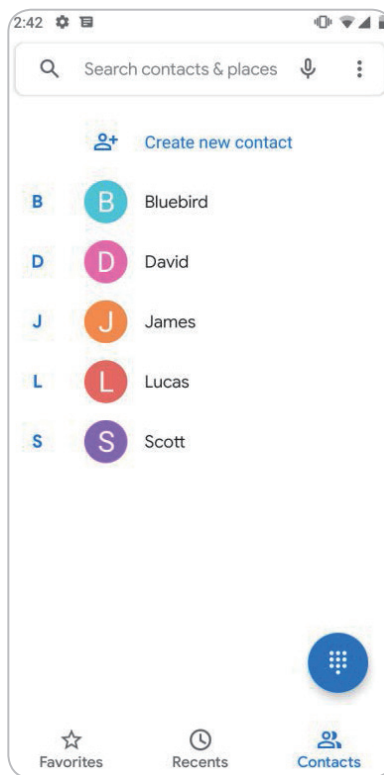 2:42
Search contacts & places
Create new contact
B B Bluebird
D D David
J J James
L L Lucas
S S Scott
Favorites Recents Contacts